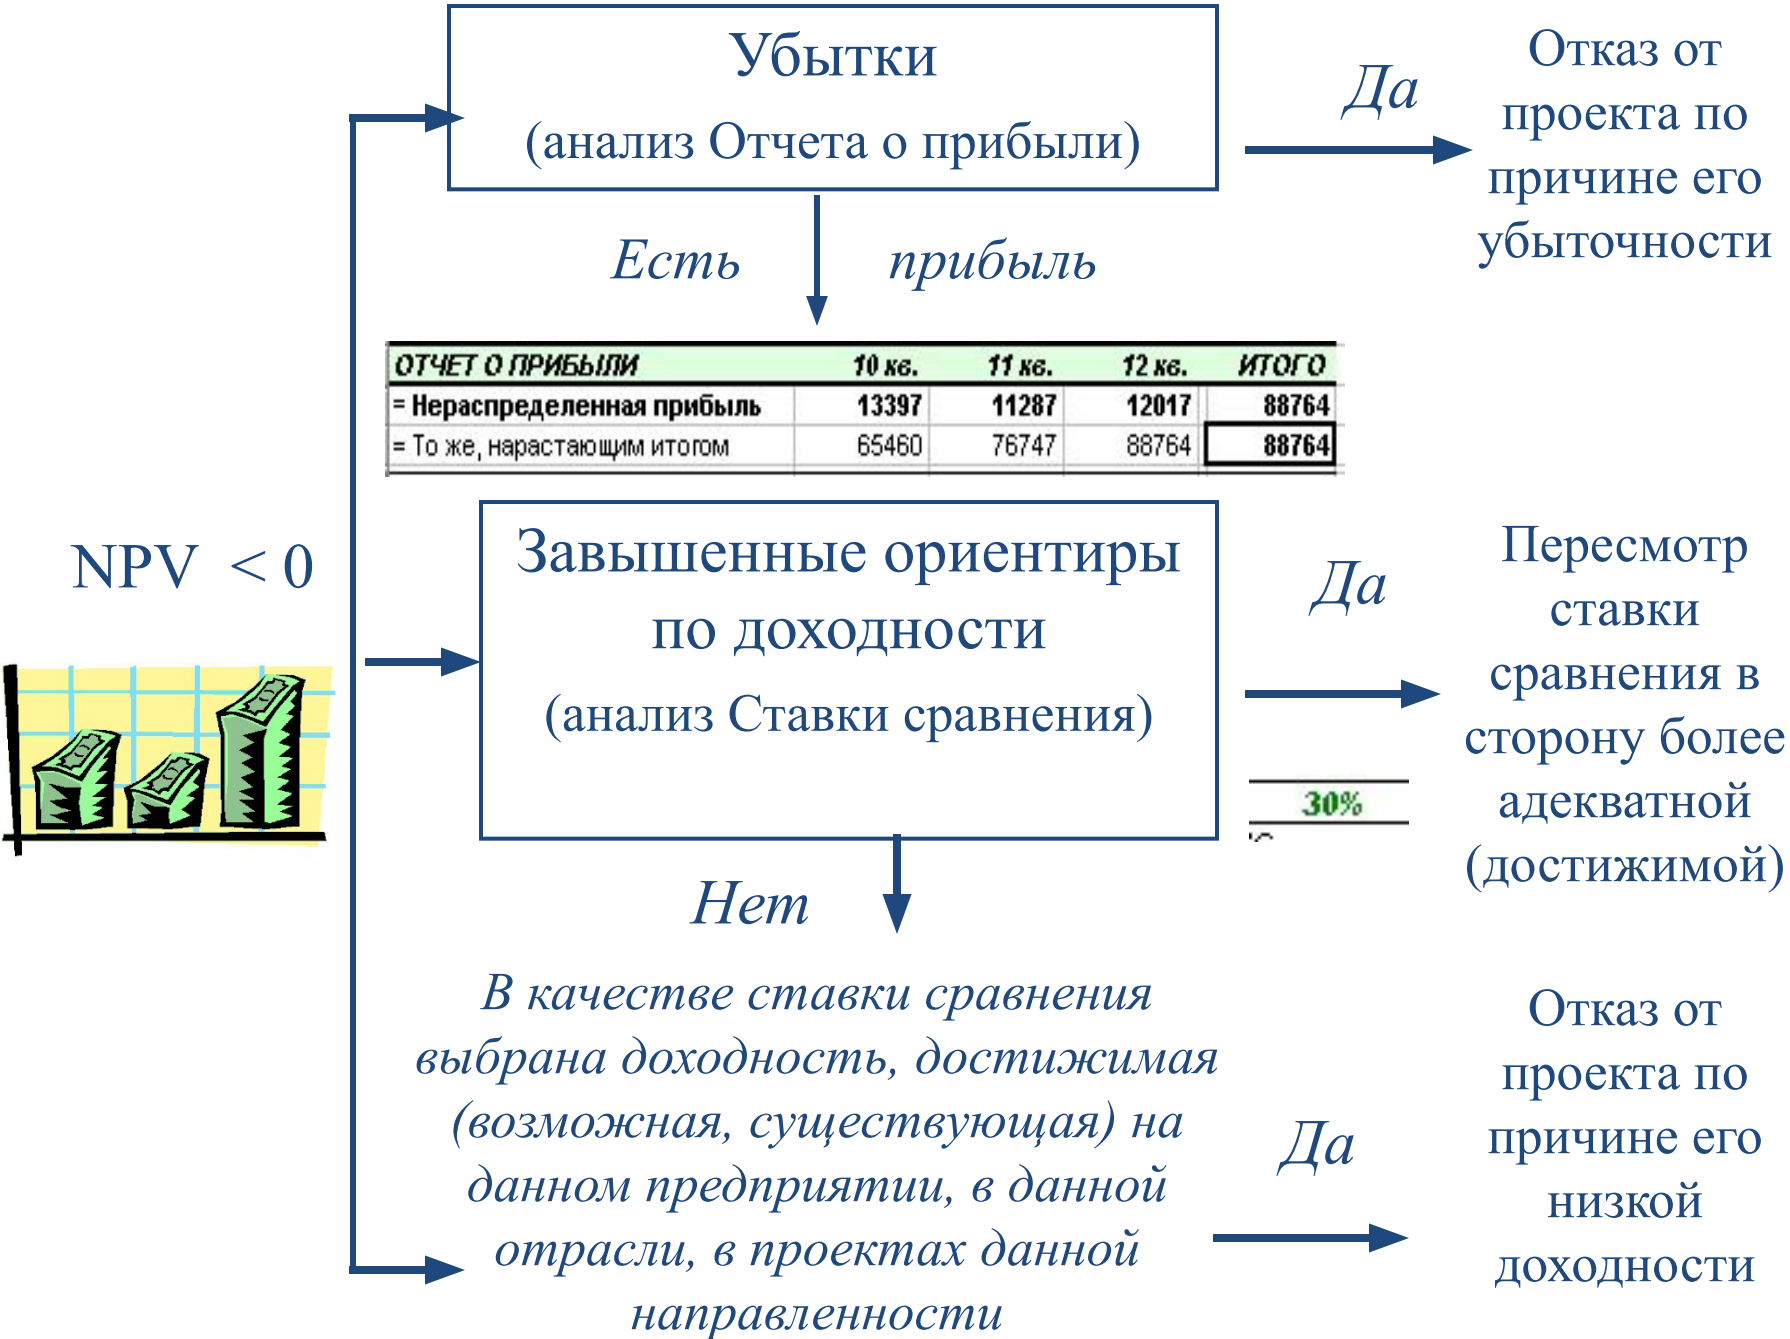 Убытки
(анализ Отчета о прибыли)
Да
Отказ от
проекта по
причине его
убыточности
Есть прибыль
ОТЧЕТ О ПРИБЫЛИ 10 кв. 11 кв. 12 кв. ИТОГО
= Нераспределенная прибыль 13397 11287 12017 88764
= То же, нарастающим итогом 65460 76747 88764 88764
NPV < 0
Завышенные ориентиры
по доходности
(анализ Ставки сравнения)
Да
30%
Пересмотр
ставки
сравнения в
сторону более
адекватной
(достижимой)
Нет
В качестве ставки сравнения
выбрана доходность, достижимая
(возможная, существующая) на
данном предприятии, в данной
отрасли, в проектах данной
направленности
Да
Отказ от
проекта по
причине его
низкой
доходности